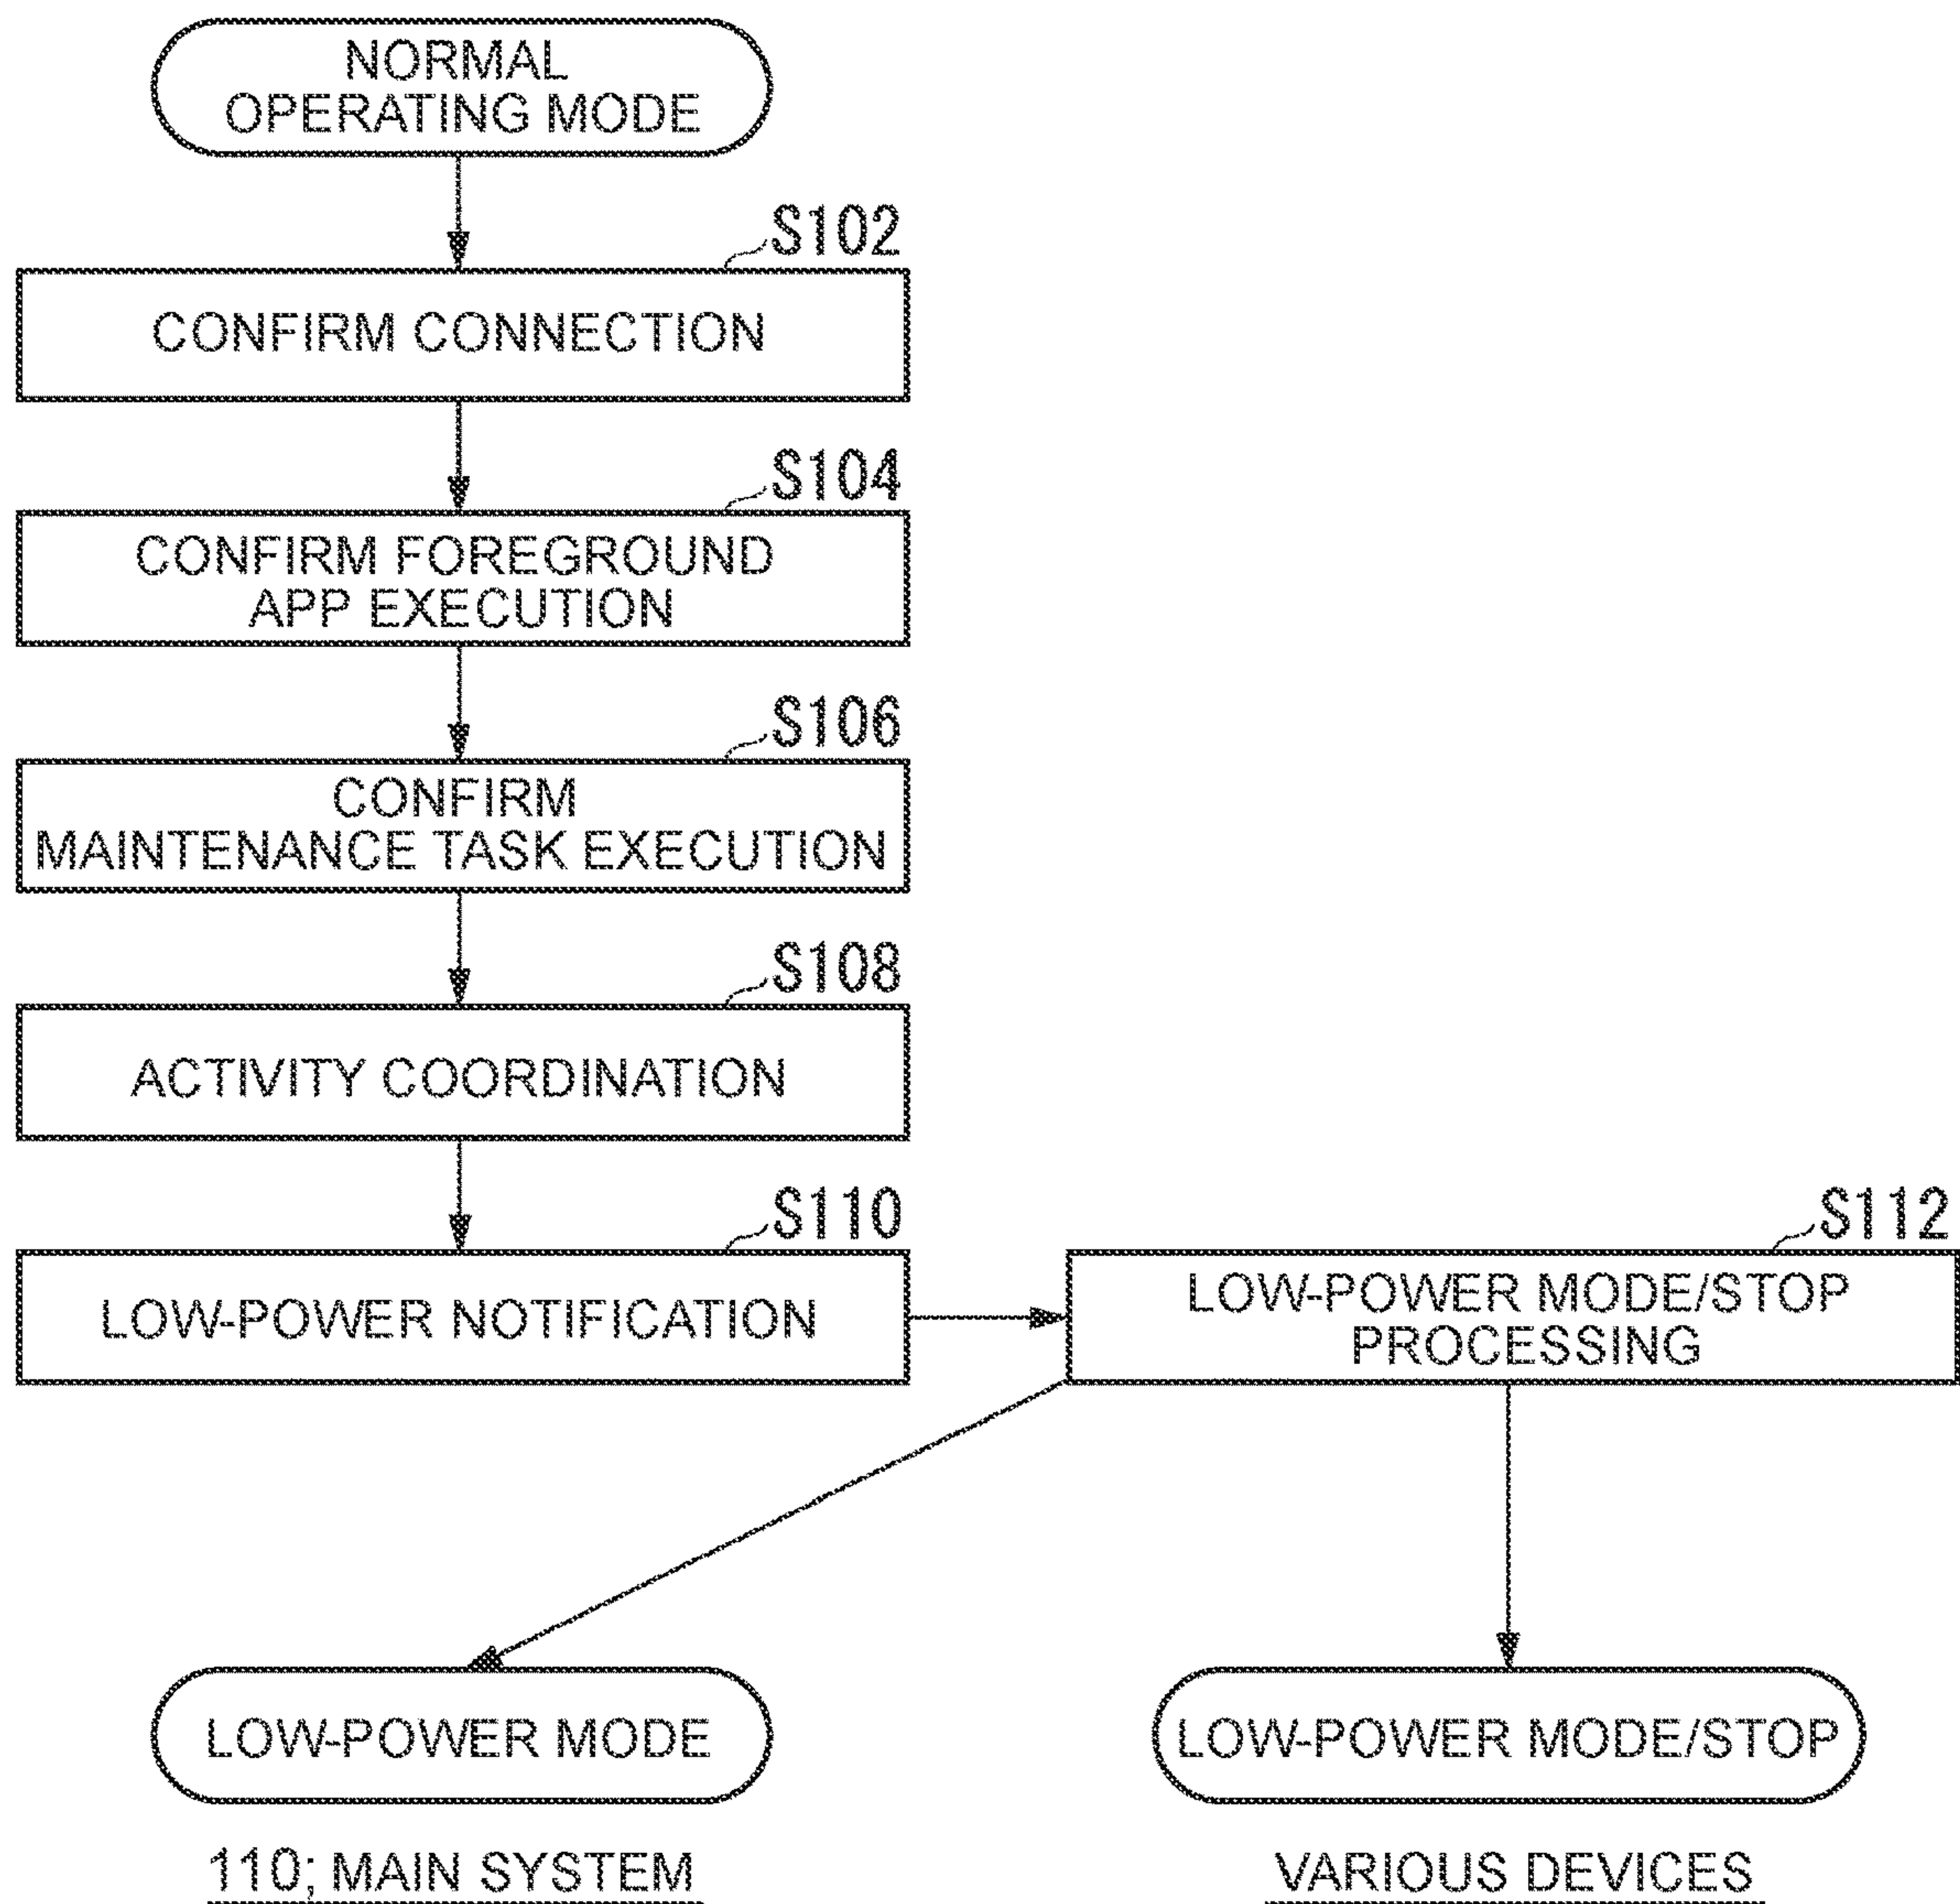 NORMAL
OPERATING MODE
S102
CONFIRM CONNECTION
S104
CONFIRM FOREGROUND
APP EXECUTION
S106
CONFIRM
MAINTENANCE TASK EXECUTION
S108
ACTIVITY COORDINATION
S110
LOW-POWER NOTIFICATION
S112
LOW-POWER MODE/STOP
PROCESSING
LOW-POWER MODE
LOW-POWER MODE/STOP
110; MAIN SYSTEM
VARIOUS DEVICES